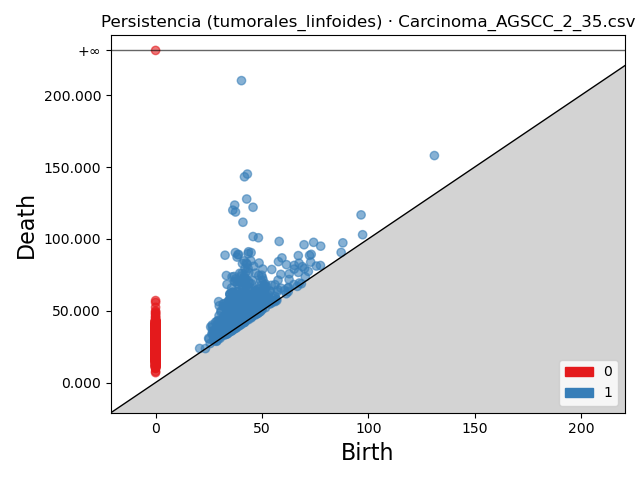 Persistencia (tumorales_linfoides) · Carcinoma_AGSCC_2_35.csv
+∞
200.000
150.000
100.000
50.000
0.000
Death
0
1
0 50 100 150 200
Birth